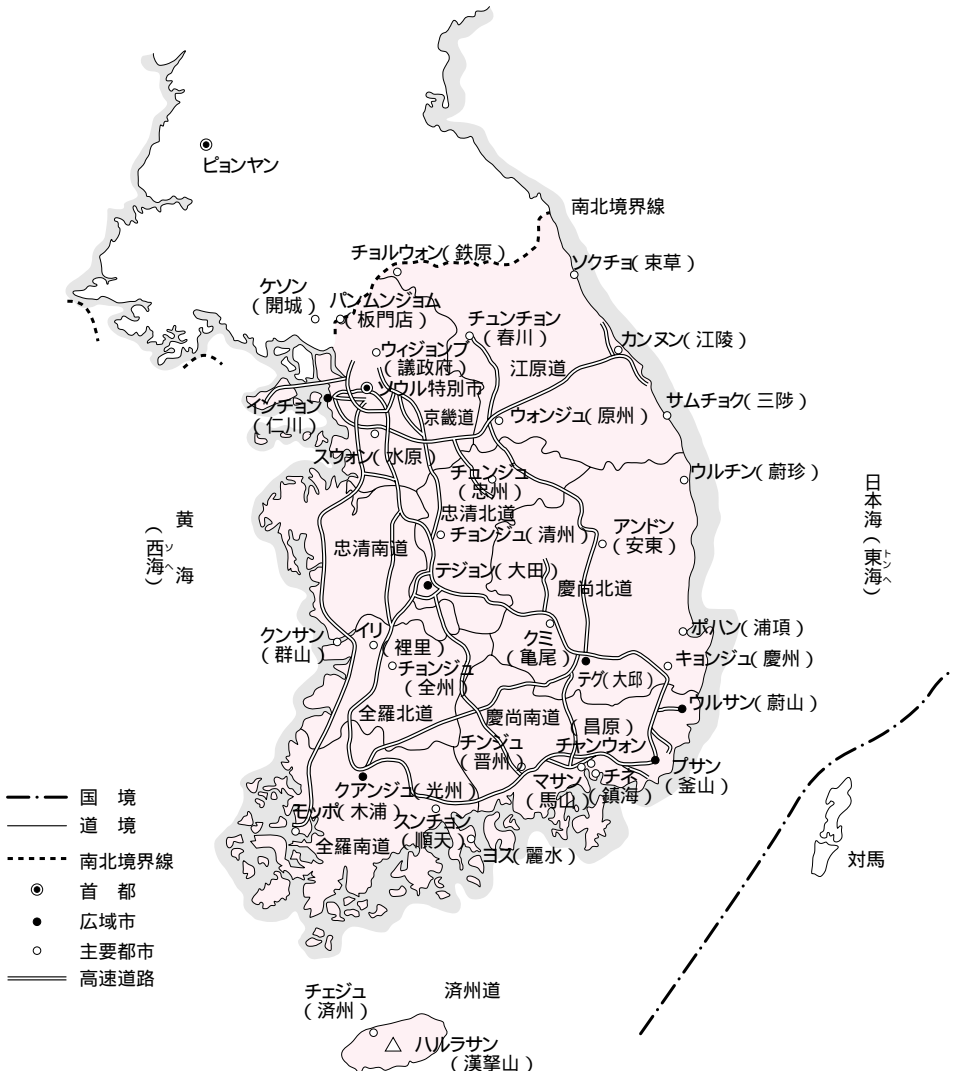 ピョンヤン
南北境界線
チョルウォン(鉄原)
ソクチョ(束草)
ケソン
(開城)
パンムンジョム
(板門店)
チュンチョン
(春川)
カンヌン(江陵)
ウィジョンブ
(議政府)
江原道
ソウル特別市
インチョン
(仁川)
京畿道
ウォンジュ(原州)
サムチョク(三陟)
スウォン(水原)
チュンジュ
(忠州)
ウルチン(蔚珍)
忠清北道
チョンジュ(清州)
アンドン
(安東)
忠清南道
黄海
(西海)
ソヘ
日本海(東海)
トンヘ
テジョン(大田)
慶尚北道
クンサン
(群山)
イリ
(裡里)
クミ
(亀尾)
ポハン(浦項)
チョンジュ
(全州)
キョンジュ(慶州)
テグ(大邱)
ウルサン(蔚山)
全羅北道
慶尚南道
(昌原)
チャンウォン
チンジュ
(晋州)
プサン
(釜山)
クアンジュ(光州)
マサン
(馬山)
チネ
(鎮海)
モッポ(木浦)
スンチョン
(順天)
全羅南道
ヨス(麗水)
対馬
国境
道境
南北境界線
首都
広域市
主要都市
高速道路
チェジュ
(済州)
済州道
ハルラサン
(漢拏山)